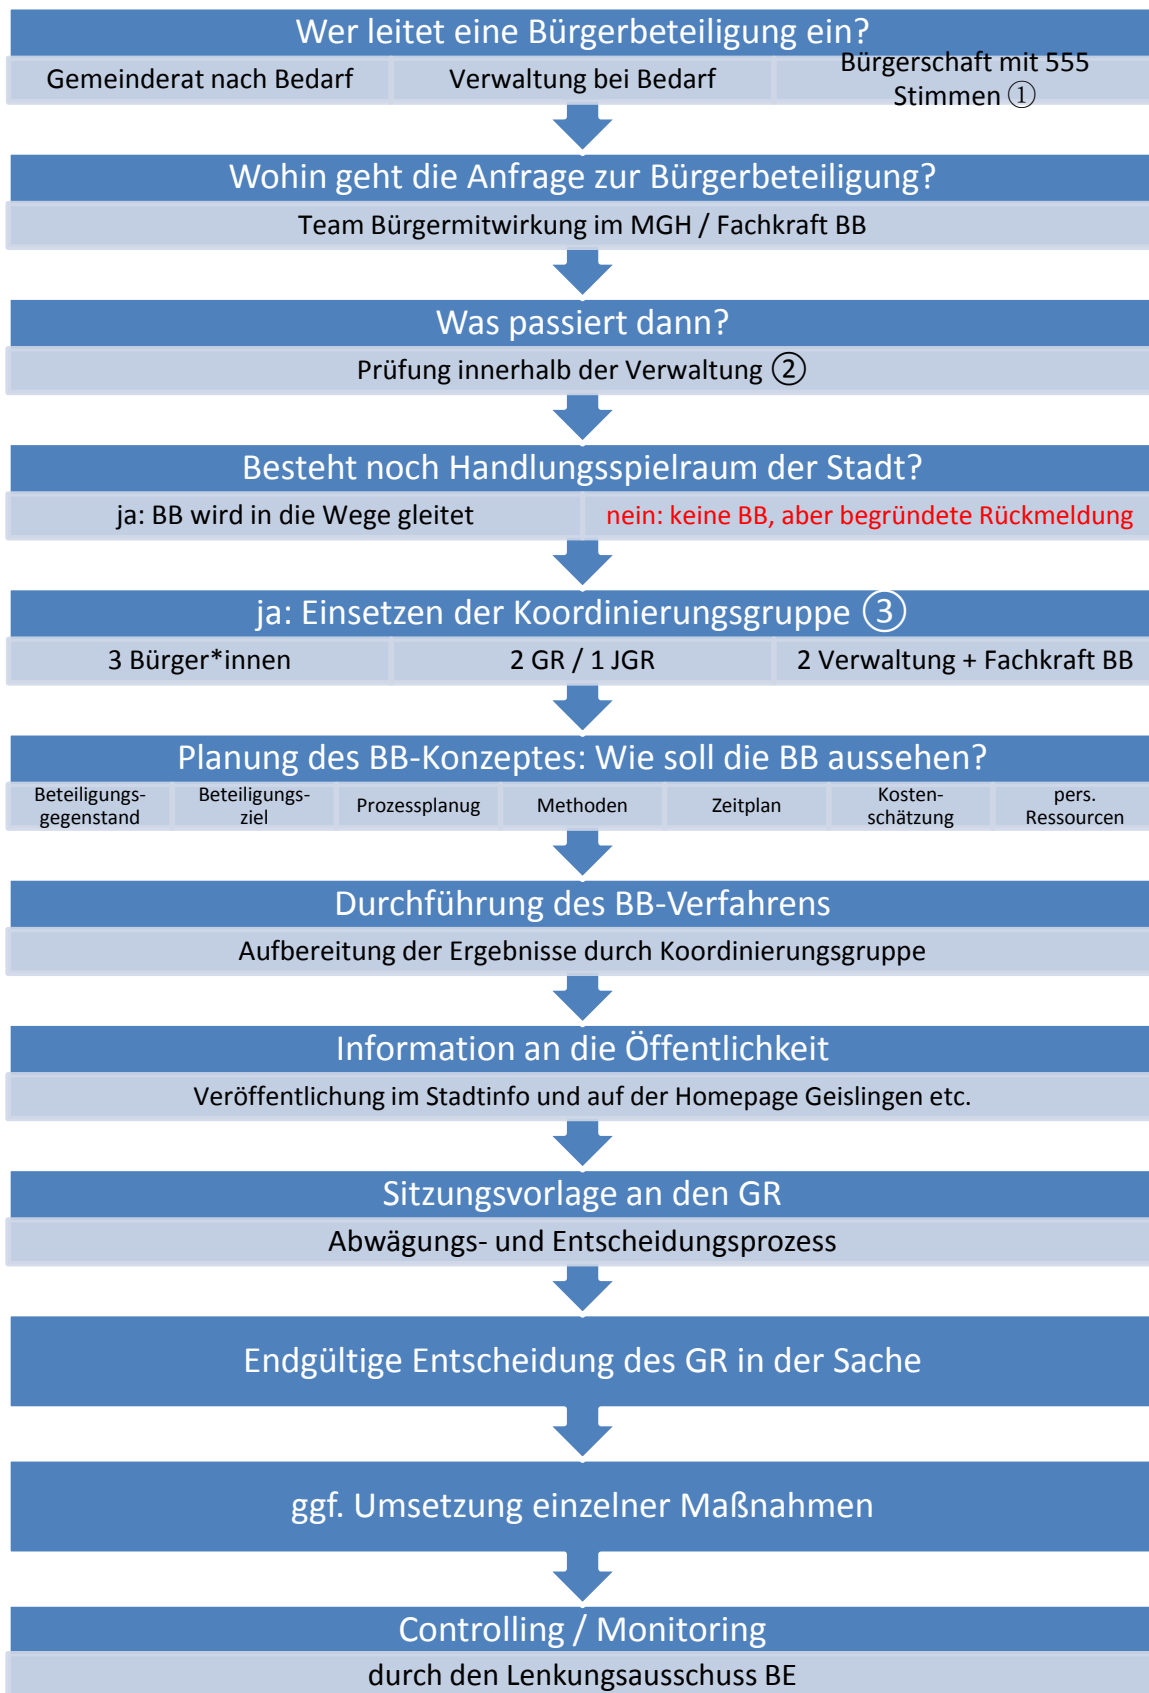 Wer leitet eine Bürgerbeteiligung ein?
Gemeinderat nach Bedarf
Verwaltung bei Bedarf
Bürgerschaft mit 555
Stimmen ①
Wohin geht die Anfrage zur Bürgerbeteiligung?
Team Bürgermitwirkung im MGH / Fachkraft BB
Was passiert dann?
Prüfung innerhalb der Verwaltung ②
Besteht noch Handlungsspielraum der Stadt?
ja: BB wird in die Wege gleitet
nein: keine BB, aber begründete Rückmeldung
ja: Einsetzen der Koordinierungsgruppe ③
3 Bürger*innen
2 GR / 1 JGR
2 Verwaltung + Fachkraft BB
Planung des BB-Konzeptes: Wie soll die BB aussehen?
Beteiligungs-
gegenstand
Beteiligungs-
ziel
Prozessplanug
Methoden
Zeitplan
Kosten-
schätzung
pers.
Ressourcen
Durchführung des BB-Verfahrens
Aufbereitung der Ergebnisse durch Koordinierungsgruppe
Information an die Öffentlichkeit
Veröffentlichung im Stadtinfo und auf der Homepage Geislingen etc.
Sitzungsvorlage an den GR
Abwägungs- und Entscheidungsprozess
Endgültige Entscheidung des GR in der Sache
ggf. Umsetzung einzelner Maßnahmen
Controlling / Monitoring
durch den Lenkungsausschuss BE